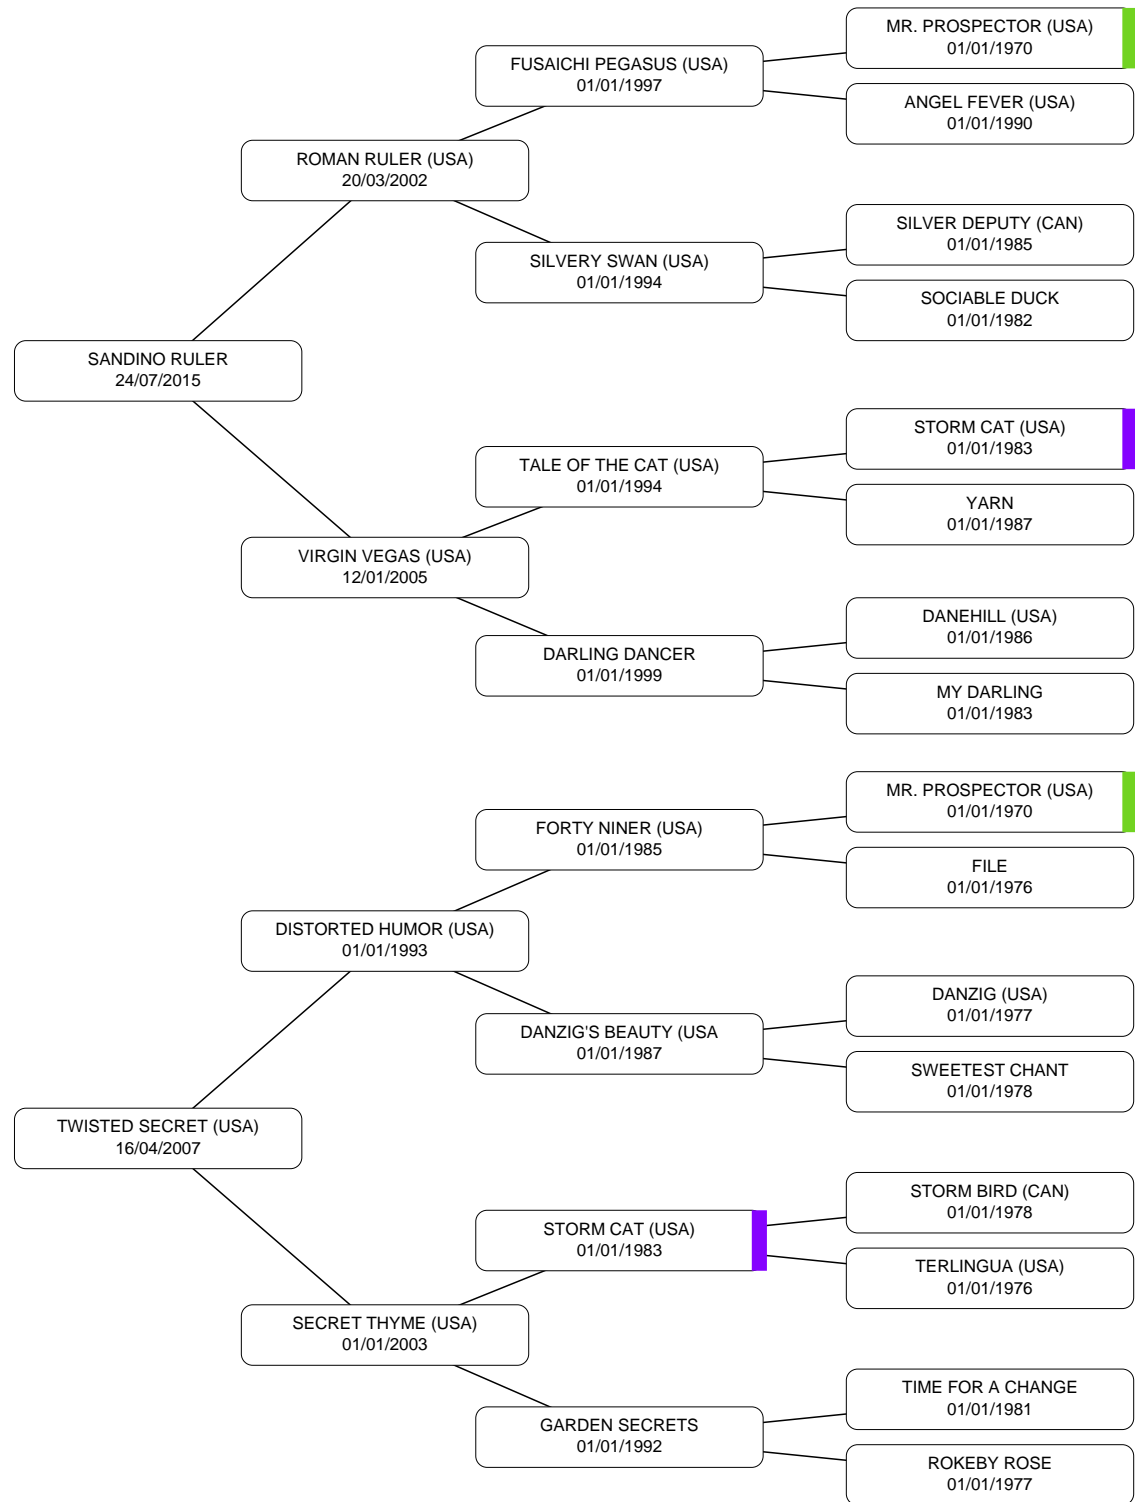 MR. PROSPECTOR (USA)
01/01/1970
FUSAICHI PEGASUS (USA)
01/01/1997
ANGEL FEVER (USA)
01/01/1990
ROMAN RULER (USA)
20/03/2002
SILVER DEPUTY (CAN)
01/01/1985
SILVERY SWAN (USA)
01/01/1994
SOCIABLE DUCK
01/01/1982
SANDINO RULER
24/07/2015
STORM CAT (USA)
01/01/1983
TALE OF THE CAT (USA)
01/01/1994
YARN
01/01/1987
VIRGIN VEGAS (USA)
12/01/2005
DANEHILL (USA)
01/01/1986
DARLING DANCER
01/01/1999
MY DARLING
01/01/1983
MR. PROSPECTOR (USA)
01/01/1970
FORTY NINER (USA)
01/01/1985
FILE
01/01/1976
DISTORTED HUMOR (USA)
01/01/1993
DANZIG (USA)
01/01/1977
DANZIG'S BEAUTY (USA
01/01/1987
SWEETEST CHANT
01/01/1978
TWISTED SECRET (USA)
16/04/2007
STORM BIRD (CAN)
01/01/1978
STORM CAT (USA)
01/01/1983
TERLINGUA (USA)
01/01/1976
SECRET THYME (USA)
01/01/2003
TIME FOR A CHANGE
01/01/1981
GARDEN SECRETS
01/01/1992
ROKEBY ROSE
01/01/1977